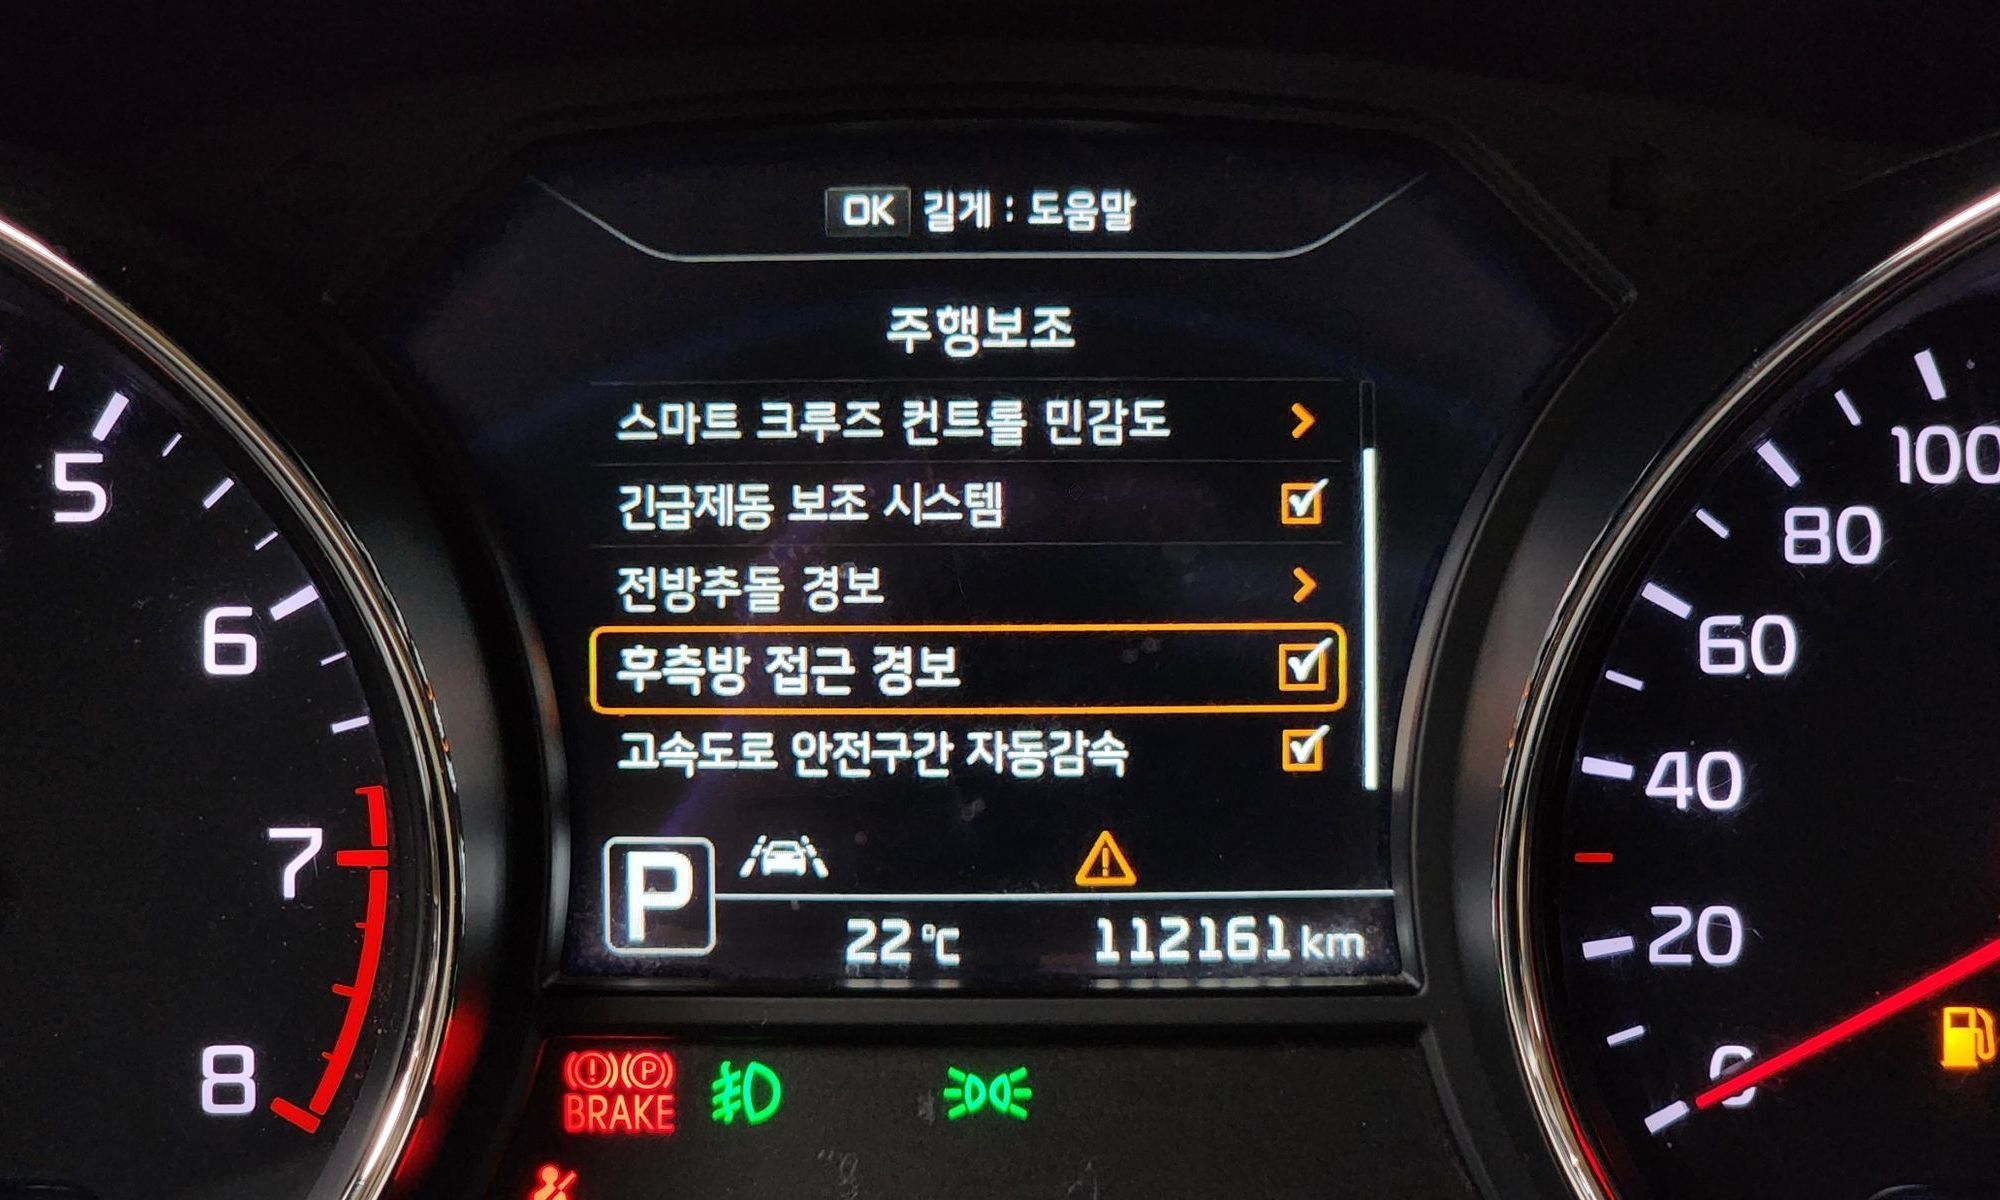 OK 길게 : 도움말
주행보조
스마트 크루즈 컨트롤 민감도
긴급제동 보조 시스템
전방추돌 경보
후측방 접근 경보
고속도로 안전구간 자동감속
P
22℃ 112161 km
(!) (P)
BRAKE
5
6
7
8
100
80
60
40
20
0